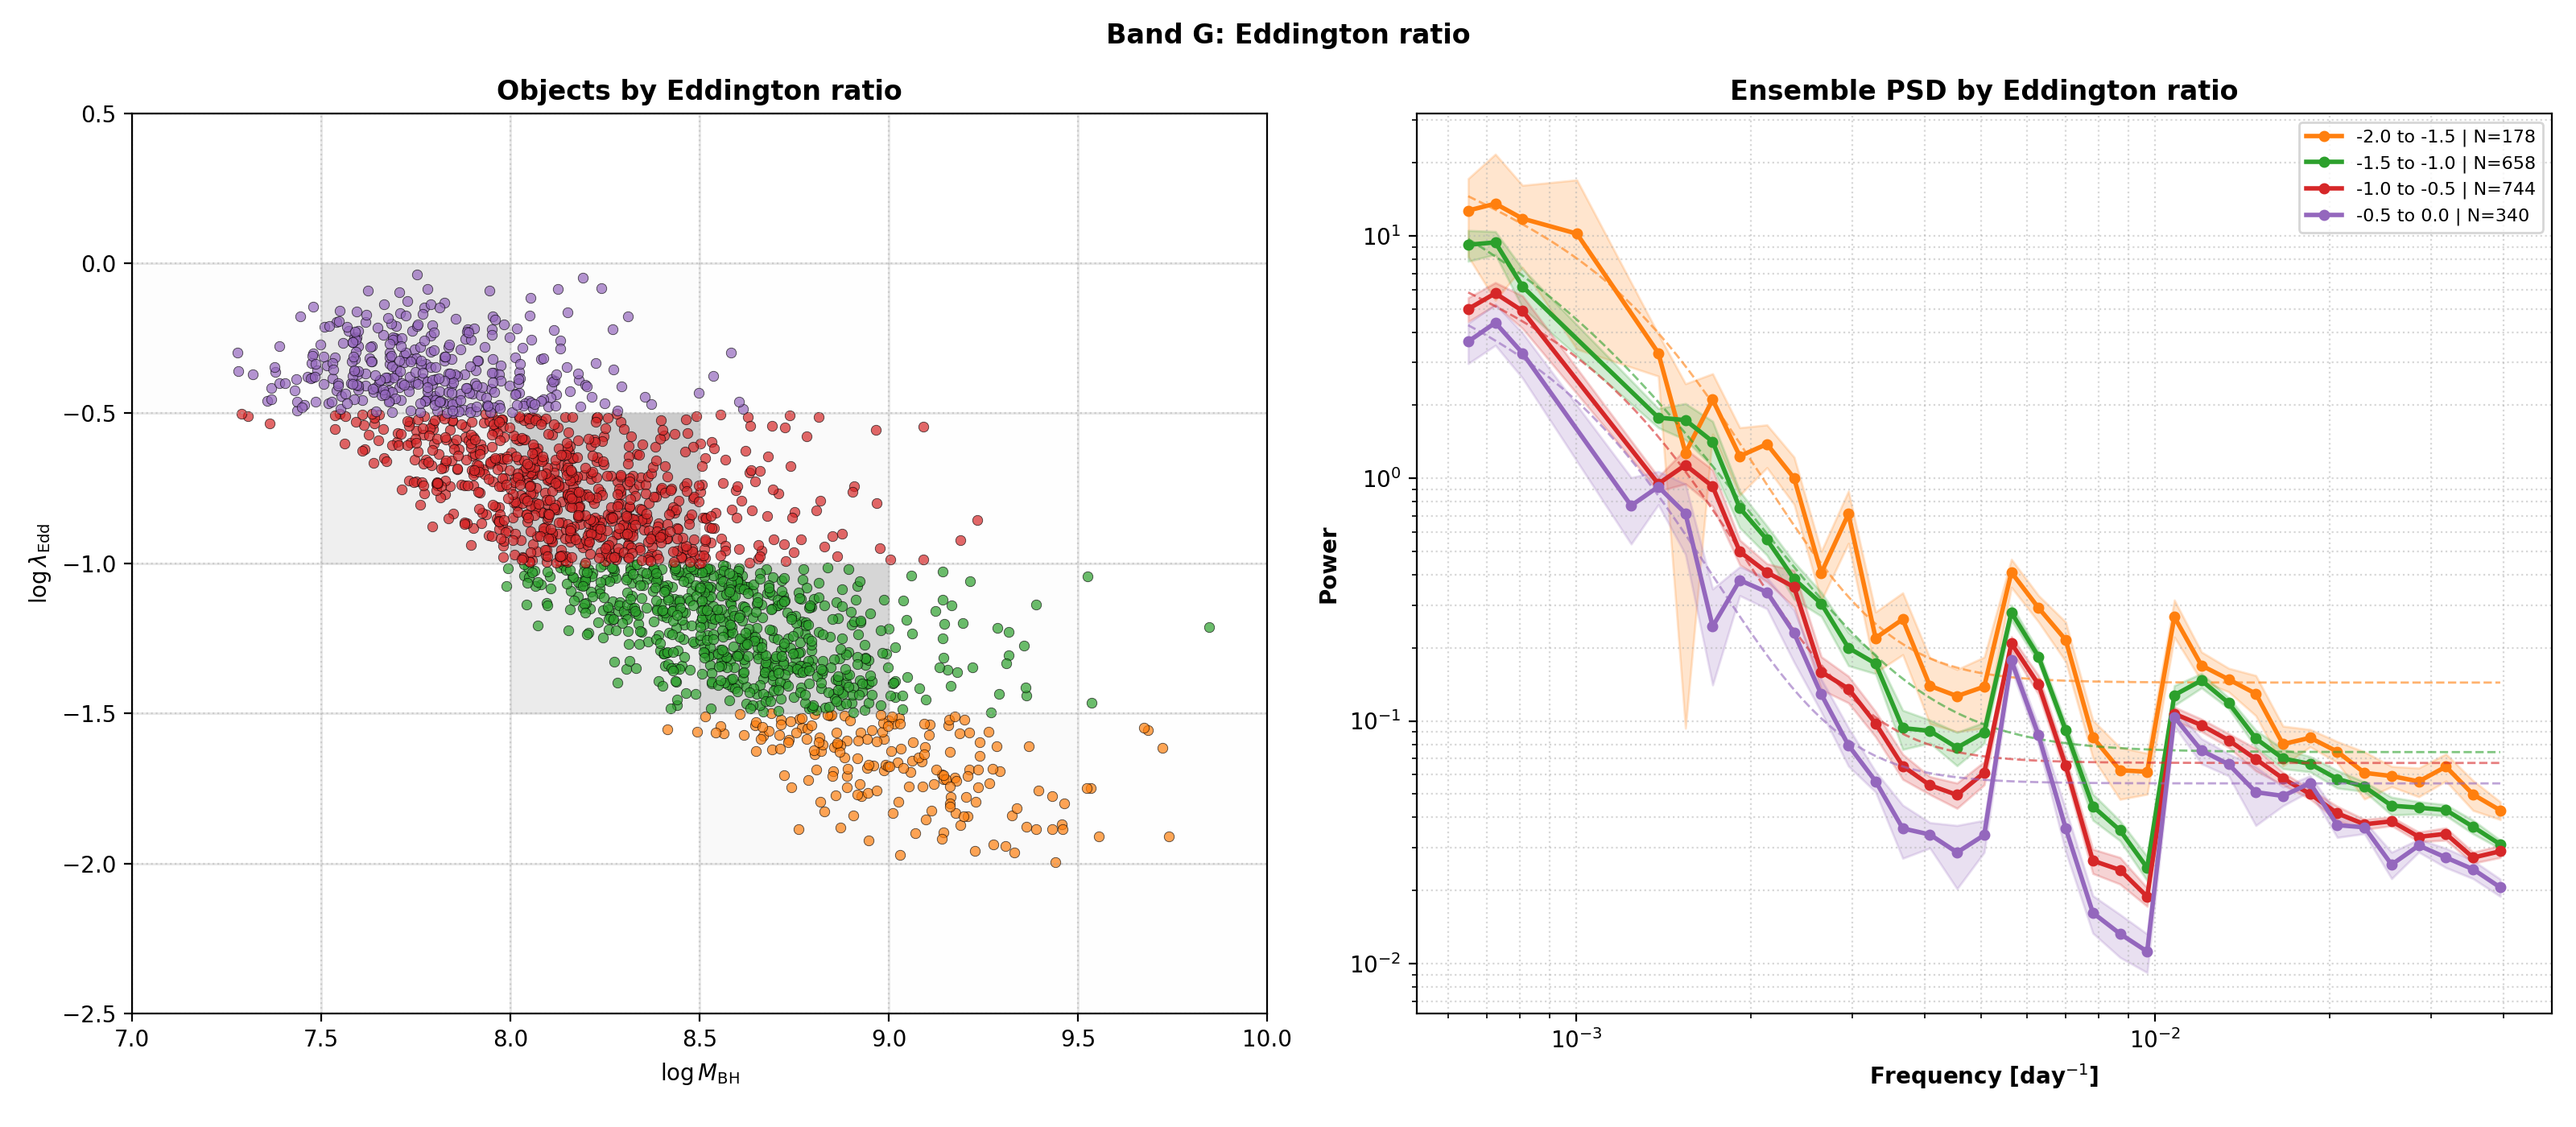 Band G: Eddington ratio
Objects by Eddington ratio
0.5
0.0
−0.5
−1.0
−1.5
−2.0
−2.5
log λ_Edd
7.0 7.5 8.0 8.5 9.0 9.5 10.0
log M_BH
Ensemble PSD by Eddington ratio
-2.0 to -1.5 | N=178
-1.5 to -1.0 | N=658
-1.0 to -0.5 | N=744
-0.5 to 0.0 | N=340
10¹
10⁰
10⁻¹
10⁻²
Power
10⁻³ 10⁻²
Frequency [day⁻¹]